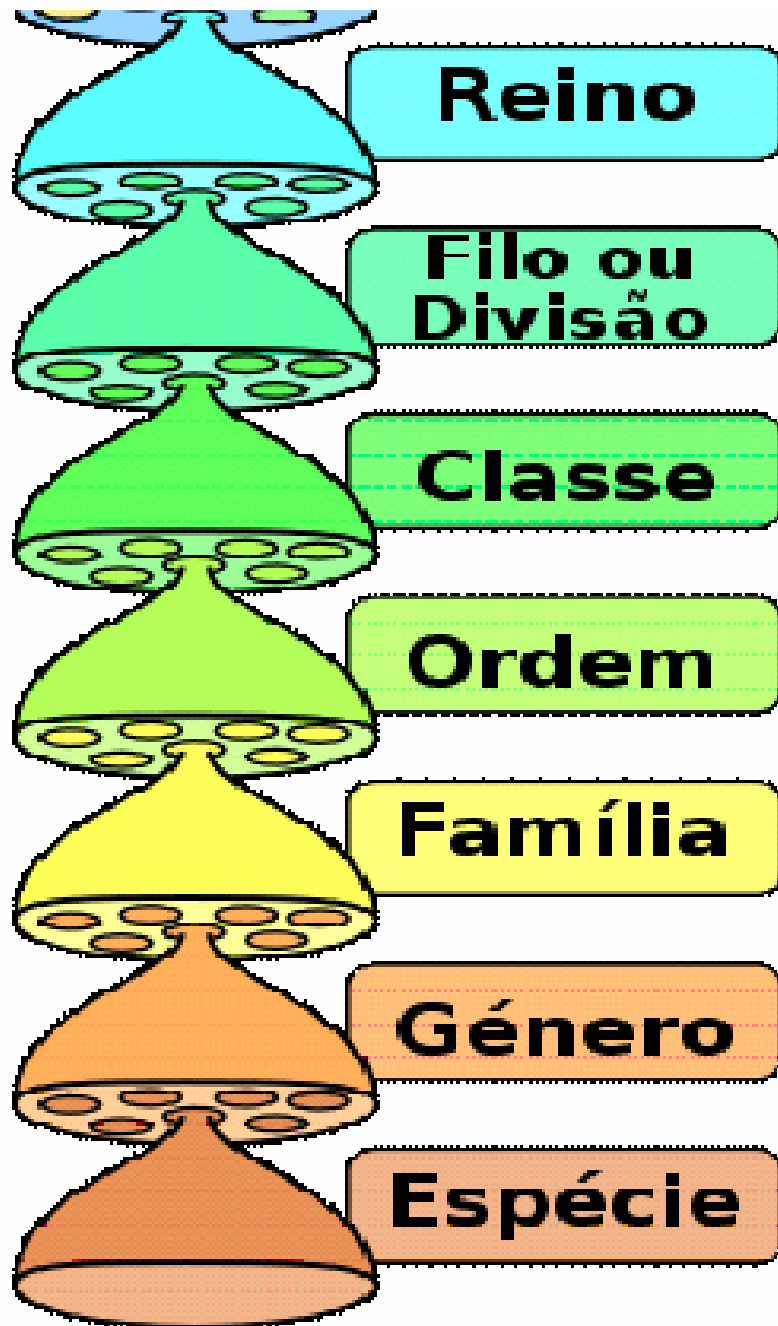 Reino
Filo ou
Divisão
Classe
Ordem
Família
Género
Espécie